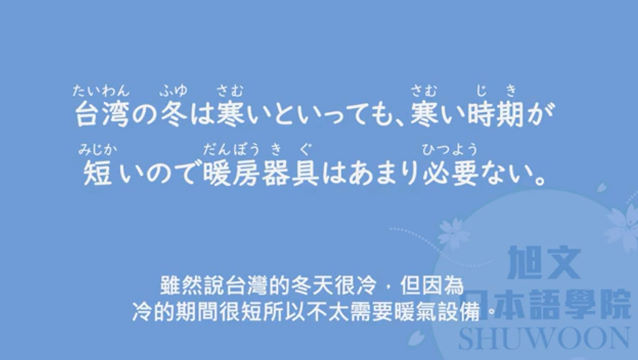 たいわん ふゆ さむ さむ じき
台湾の冬は寒いといっても、寒い時期が
みじか だんぼうきぐ ひつよう
短いので暖房器具はあまり必要ない。
雖然說台灣的冬天很冷，但因為
冷的期間很短所以不太需要暖氣設備。
旭文
日本語學院
SHUWOON